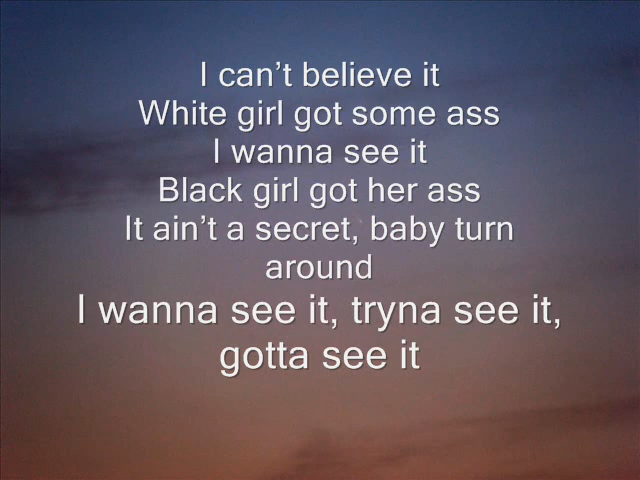 I can’t believe it
White girl got some ass
I wanna see it
Black girl got her ass
It ain’t a secret, baby turn
around
I wanna see it, tryna see it,
gotta see it